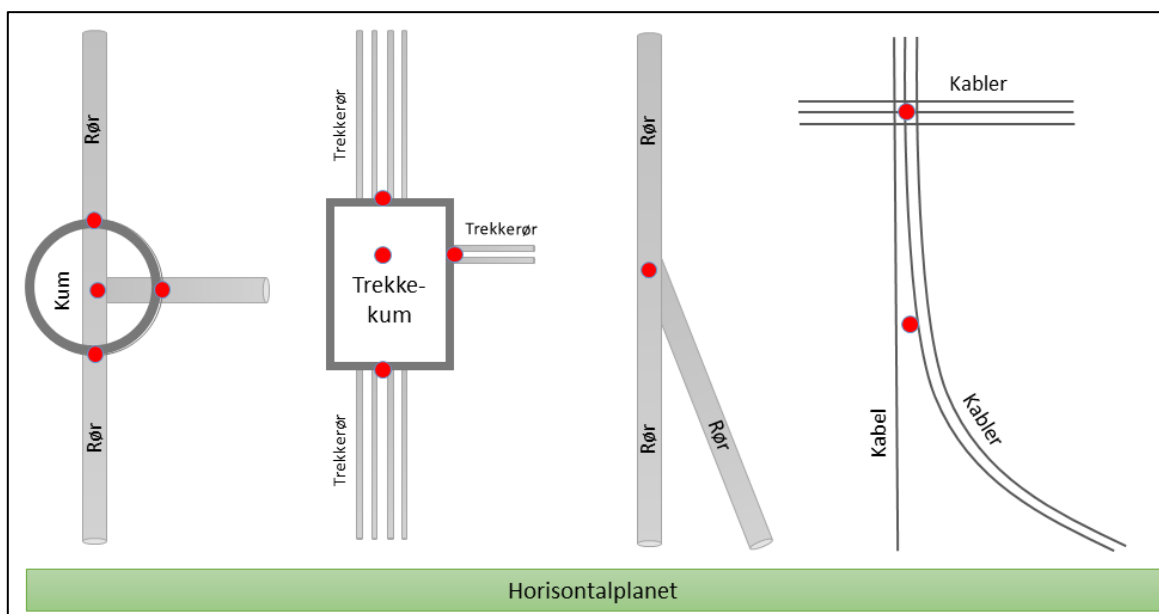 Rør
Kum
Rør
Trekkerør
Trekkerør
Trekke-
kum
Trekkerør
Rør
Rør
Rør
Kabler
Kabel
Kabler
Horisontalplanet